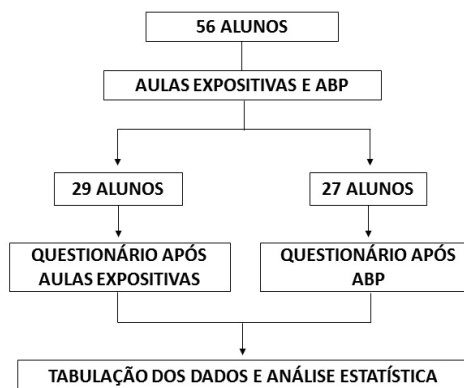 56 ALUNOS
AULAS EXPOSITIVAS E ABP
29 ALUNOS
27 ALUNOS
QUESTIONÁRIO APÓS
AULAS EXPOSITIVAS
QUESTIONÁRIO APÓS
ABP
TABULAÇÃO DOS DADOS E ANÁLISE ESTATÍSTICA